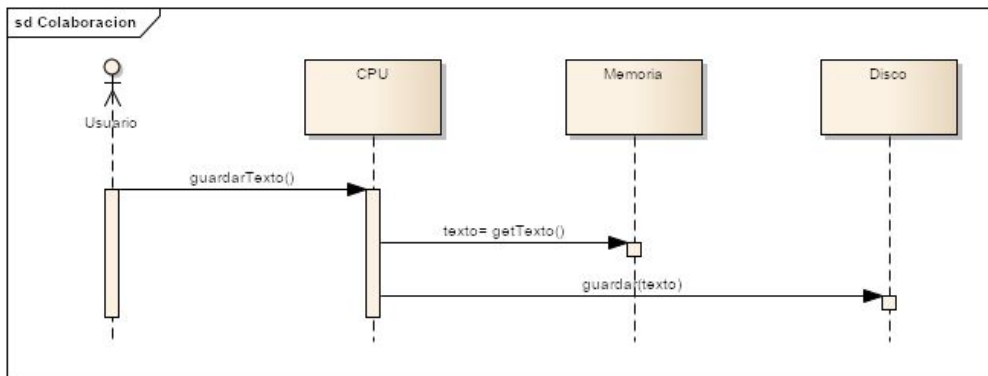 sd Colaboracion
Usuario
CPU
Memoria
Disco
guardarTexto()
texto= getTexto()
guardar(texto)